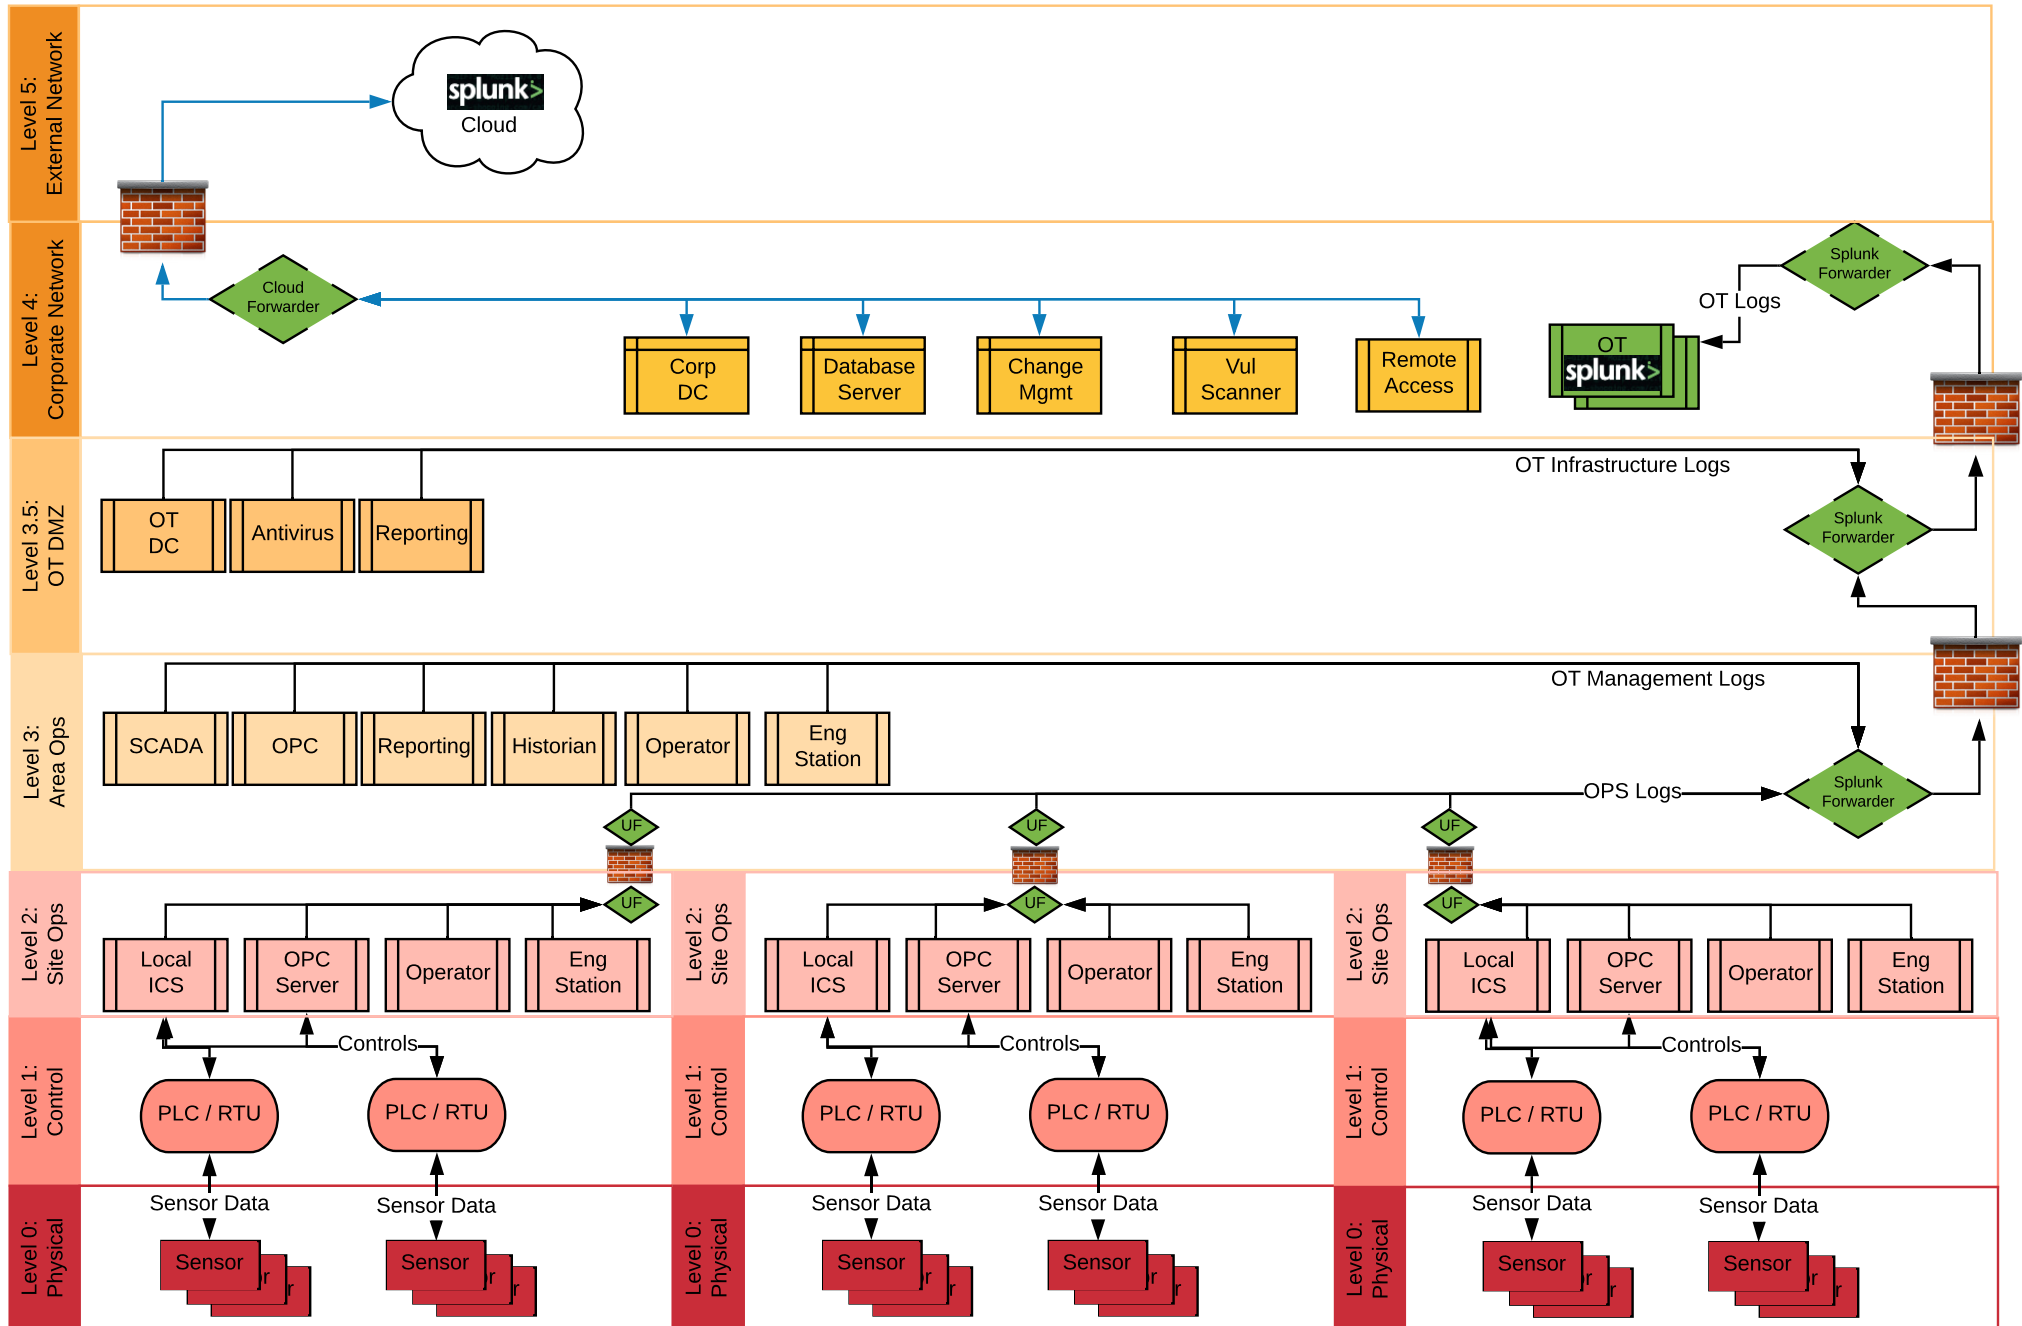 Level 5:
External Network
splunk>
Cloud
Level 4:
Corporate Network
Cloud
Forwarder
Corp
DC
Database
Server
Change
Mgmt
Vul
Scanner
Remote
Access
OT
splunk>
OT Logs
Splunk
Forwarder
Level 3.5:
OT DMZ
OT
DC
Antivirus
Reporting
OT Infrastructure Logs
Splunk
Forwarder
Level 3:
Area Ops
SCADA
OPC
Reporting
Historian
Operator
Eng
Station
OT Management Logs
OPS Logs
Splunk
Forwarder
UF
UF
UF
Level 2:
Site Ops
UF
Local
ICS
OPC
Server
Operator
Eng
Station
Level 2:
Site Ops
UF
Local
ICS
OPC
Server
Operator
Eng
Station
Level 2:
Site Ops
UF
Local
ICS
OPC
Server
Operator
Eng
Station
Level 1:
Control
Controls
PLC / RTU
PLC / RTU
Level 1:
Control
Controls
PLC / RTU
PLC / RTU
Level 1:
Control
Controls
PLC / RTU
PLC / RTU
Level 0:
Physical
Sensor Data
Sensor Data
Sensor
Sensor
Level 0:
Physical
Sensor Data
Sensor Data
Sensor
Sensor
Level 0:
Physical
Sensor Data
Sensor Data
Sensor
Sensor